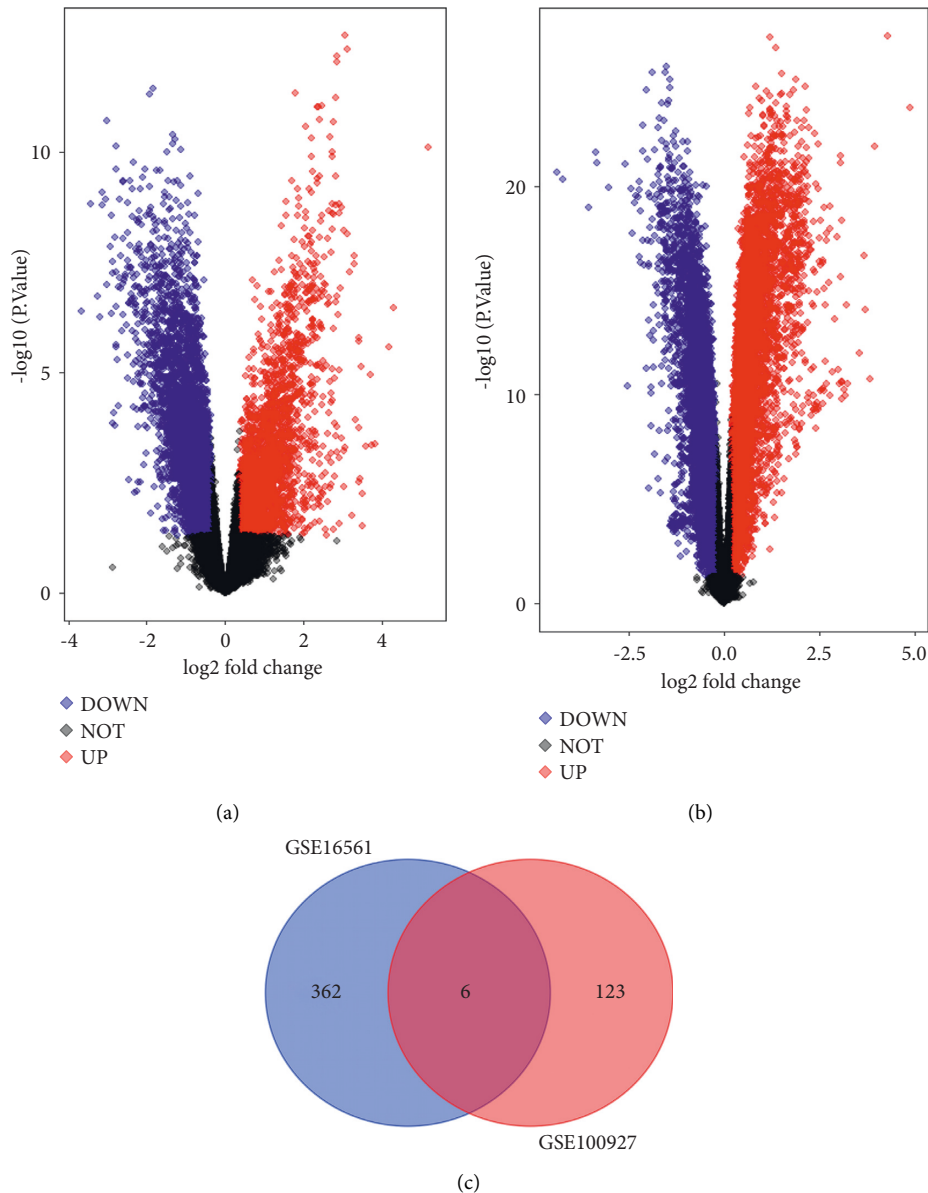 10
5
0
-log10 (P.Value)
-4
-2
0
2
4
log2 fold change
DOWN
NOT
UP
(a)
20
10
0
-log10 (P.Value)
-2.5
0.0
2.5
5.0
log2 fold change
DOWN
NOT
UP
(b)
GSE16561
362
6
123
GSE100927
(c)